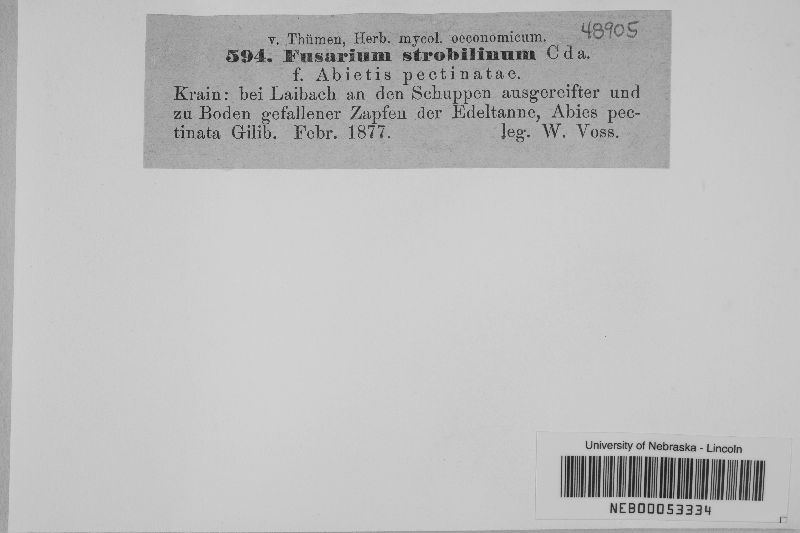 48905
v. Thümen, Herb. mycol. oeconomicum.
594. Fusarium strobilinum Cda.
f. Abietis pectinatae.
Krain: bei Laibach an den Schuppen ausgereifter und
zu Boden gefallener Zapfen der Edeltanne, Abies pec-
tinata Gilib. Febr. 1877. leg. W. Voss.
University of Nebraska - Lincoln
NEB00053334